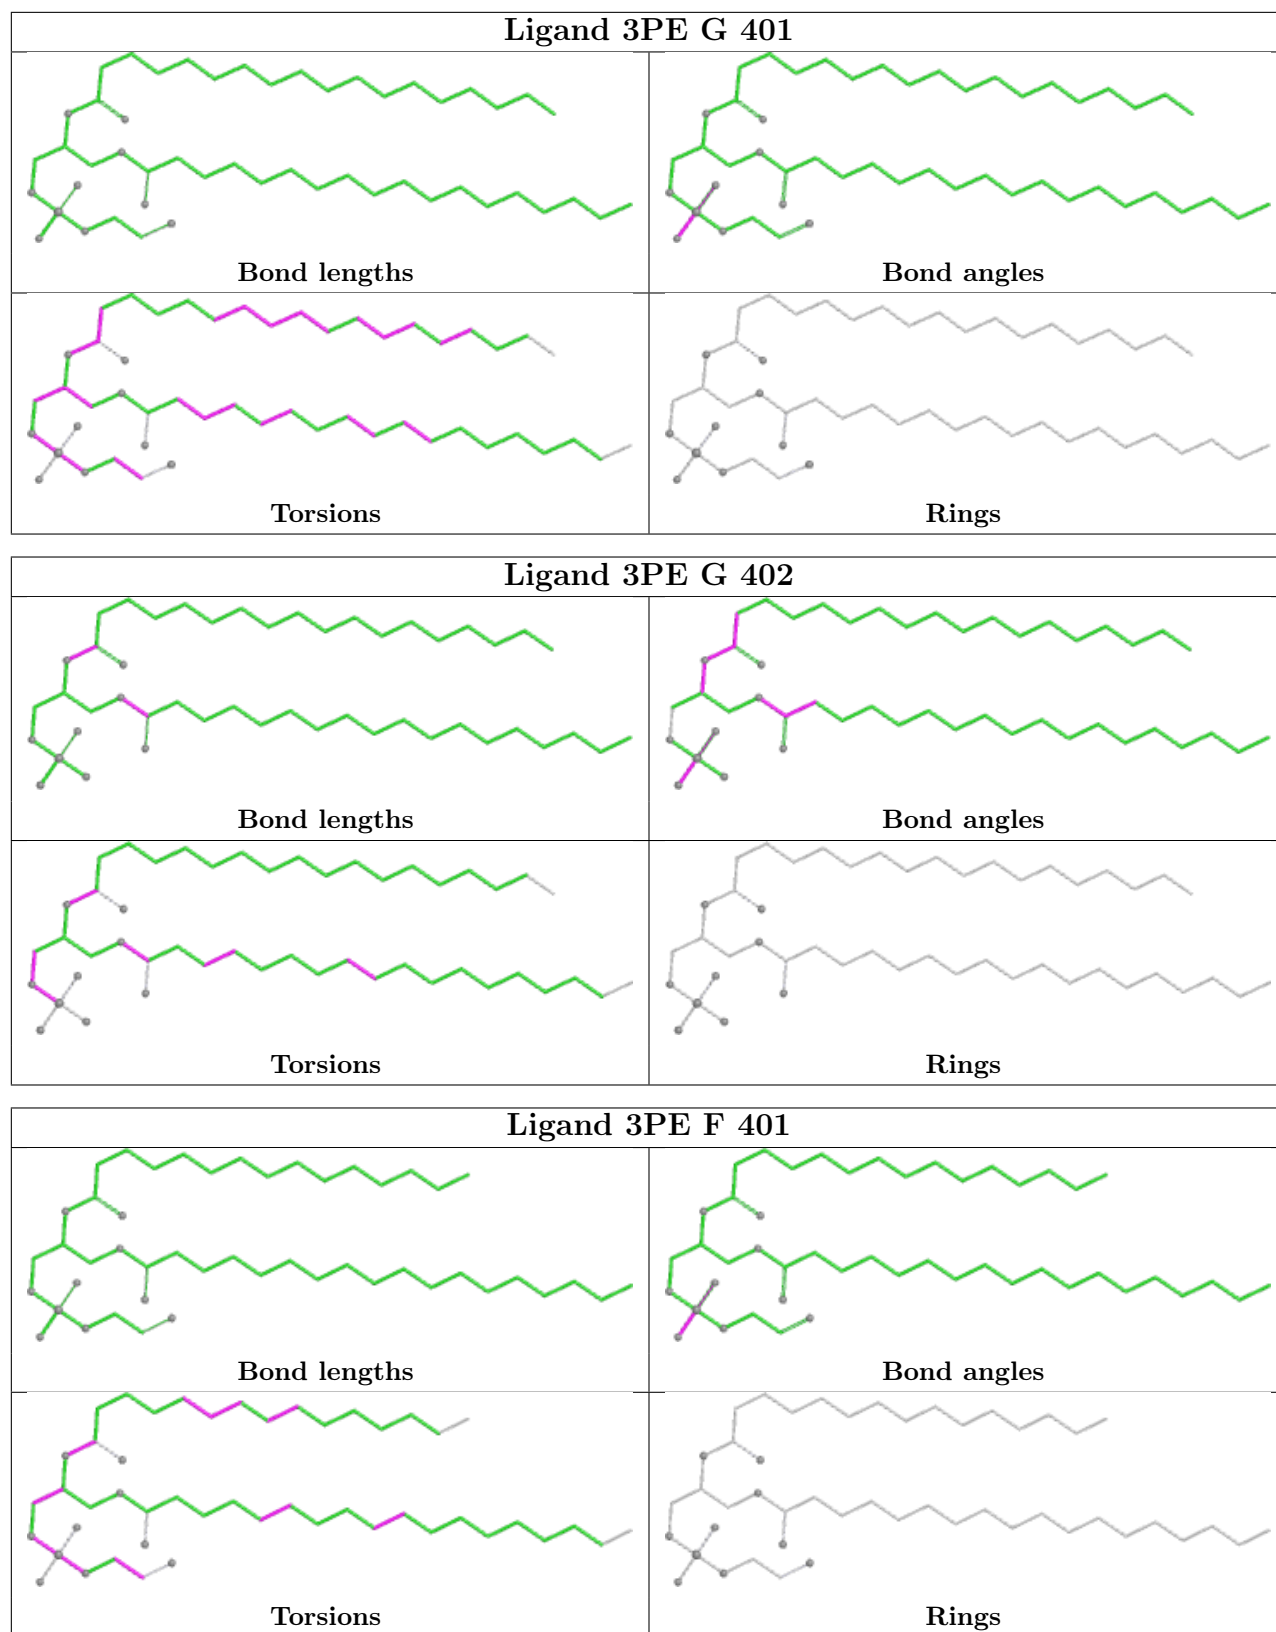 Ligand 3PE G 401
Bond lengths
Bond angles
Torsions
Rings
Ligand 3PE G 402
Bond lengths
Bond angles
Torsions
Rings
Ligand 3PE F 401
Bond lengths
Bond angles
Torsions
Rings